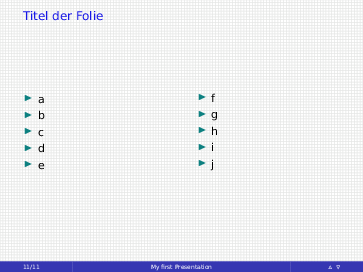 Titel der Folie
a
b
c
d
e
f
g
h
i
j
11/11 My first Presentation